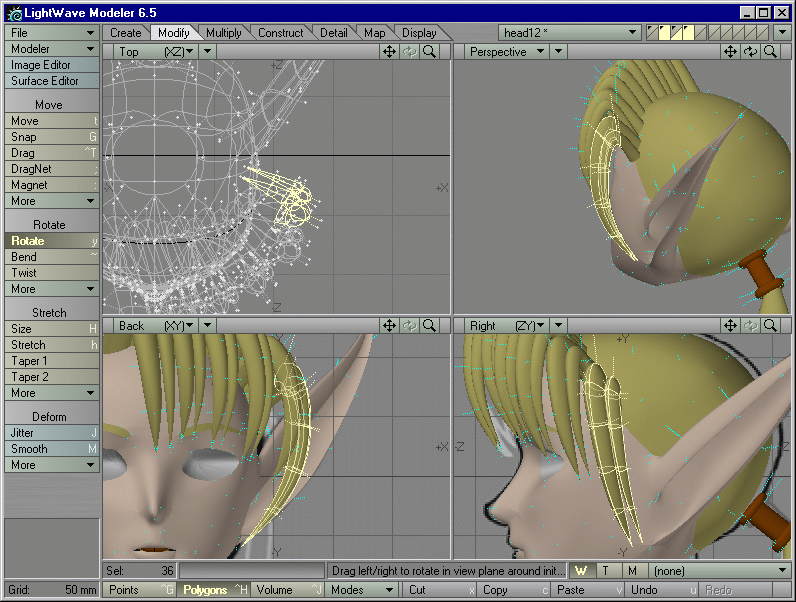 LightWave Modeler 6.5
File
Modeler
Image Editor
Surface Editor
Move
Move t
Snap G
Drag ^T
DragNet ;
Magnet :
More
Rotate
Rotate y
Bend ~
Twist
More
Stretch
Size H
Stretch h
Taper 1
Taper 2
More
Deform
Jitter J
Smooth M
More
Create Modify Multiply Construct Detail Map Display
head12 *
Top (XZ)
Perspective
Z
X
Z
Back (XY)
Right (ZY)
Y
X
Y
Y
Z
Y
Sel: 36
Drag left/right to rotate in view plane around init...
W T M (none)
Grid: 50 mm
Points ^G Polygons ^H Volume ^J Modes Cut x Copy c Paste v Undo u Redo